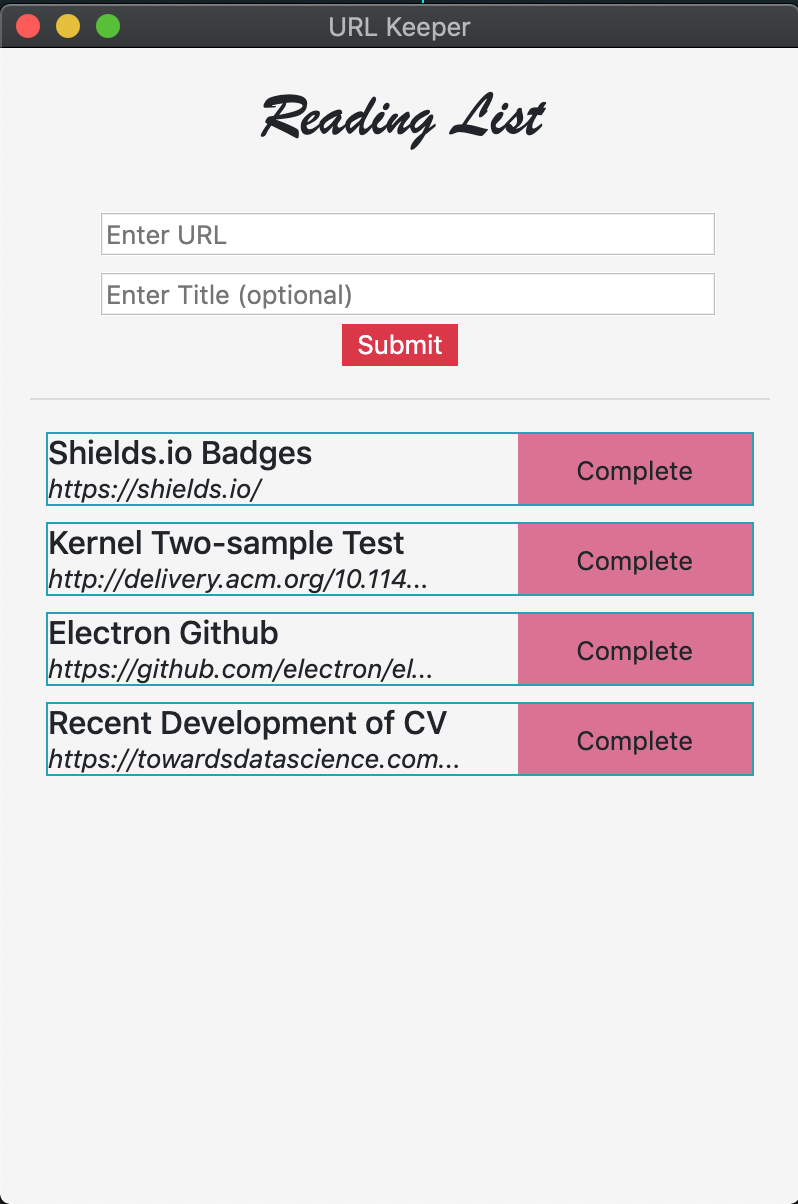 URL Keeper
Reading List
Enter URL
Enter Title (optional)
Submit
Shields.io Badges
https://shields.io/
Complete
Kernel Two-sample Test
http://delivery.acm.org/10.114...
Complete
Electron Github
https://github.com/electron/el...
Complete
Recent Development of CV
https://towardsdatascience.com...
Complete